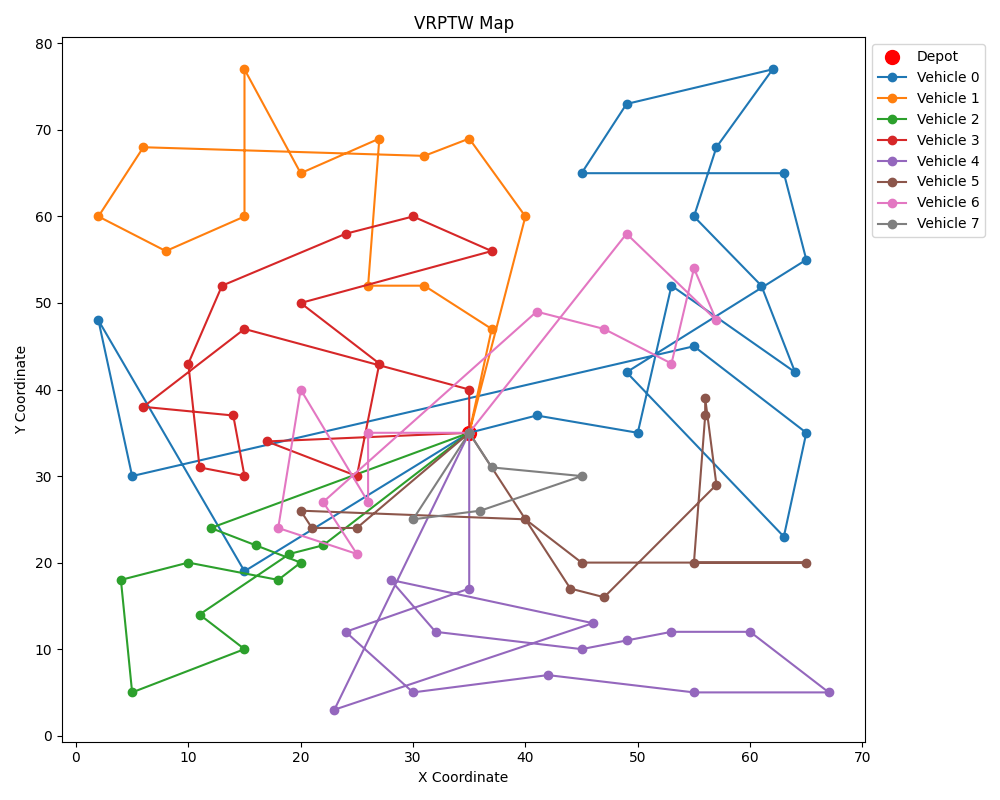 VRPTW Map
80
70
60
50
40
30
20
10
0
Y Coordinate
0 10 20 30 40 50 60 70
X Coordinate
Depot
Vehicle 0
Vehicle 1
Vehicle 2
Vehicle 3
Vehicle 4
Vehicle 5
Vehicle 6
Vehicle 7